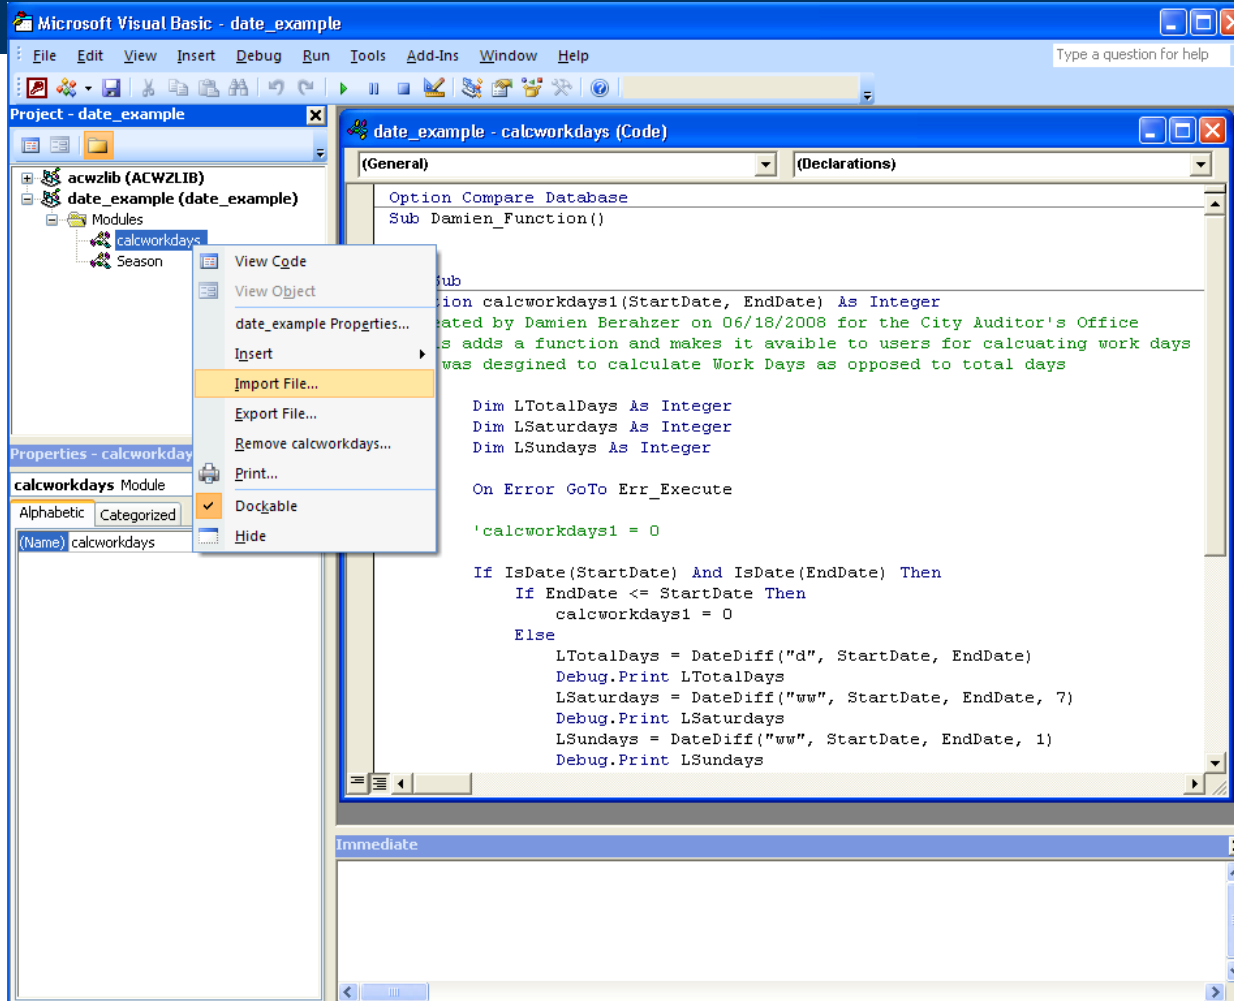 Microsoft Visual Basic - date_example
File Edit View Insert Debug Run Tools Add-Ins Window Help
Type a question for help
Project - date_example
acwzlib (ACWZLIB)
date_example (date_example)
Modules
calcworkdays
Season
View Code
View Object
date_example Properties...
Insert
Import File...
Export File...
Remove calcworkdays...
Print...
Dockable
Hide
Properties - calcworkday
calcworkdays Module
Alphabetic Categorized
(Name) calcworkdays
date_example - calcworkdays (Code)
(General) (Declarations)
Option Compare Database
Sub Damien_Function()
Sub
tion calcworkdays1(StartDate, EndDate) As Integer
ated by Damien Berahzer on 06/18/2008 for the City Auditor's Office
s adds a function and makes it avaible to users for calcuating work days
was desgined to calculate Work Days as opposed to total days
Dim LTotalDays As Integer
Dim LSaturdays As Integer
Dim LSundays As Integer
On Error GoTo Err_Execute
'calcworkdays1 = 0
If IsDate(StartDate) And IsDate(EndDate) Then
If EndDate <= StartDate Then
calcworkdays1 = 0
Else
LTotalDays = DateDiff("d", StartDate, EndDate)
Debug.Print LTotalDays
LSaturdays = DateDiff("ww", StartDate, EndDate, 7)
Debug.Print LSaturdays
LSundays = DateDiff("ww", StartDate, EndDate, 1)
Debug.Print LSundays
Immediate